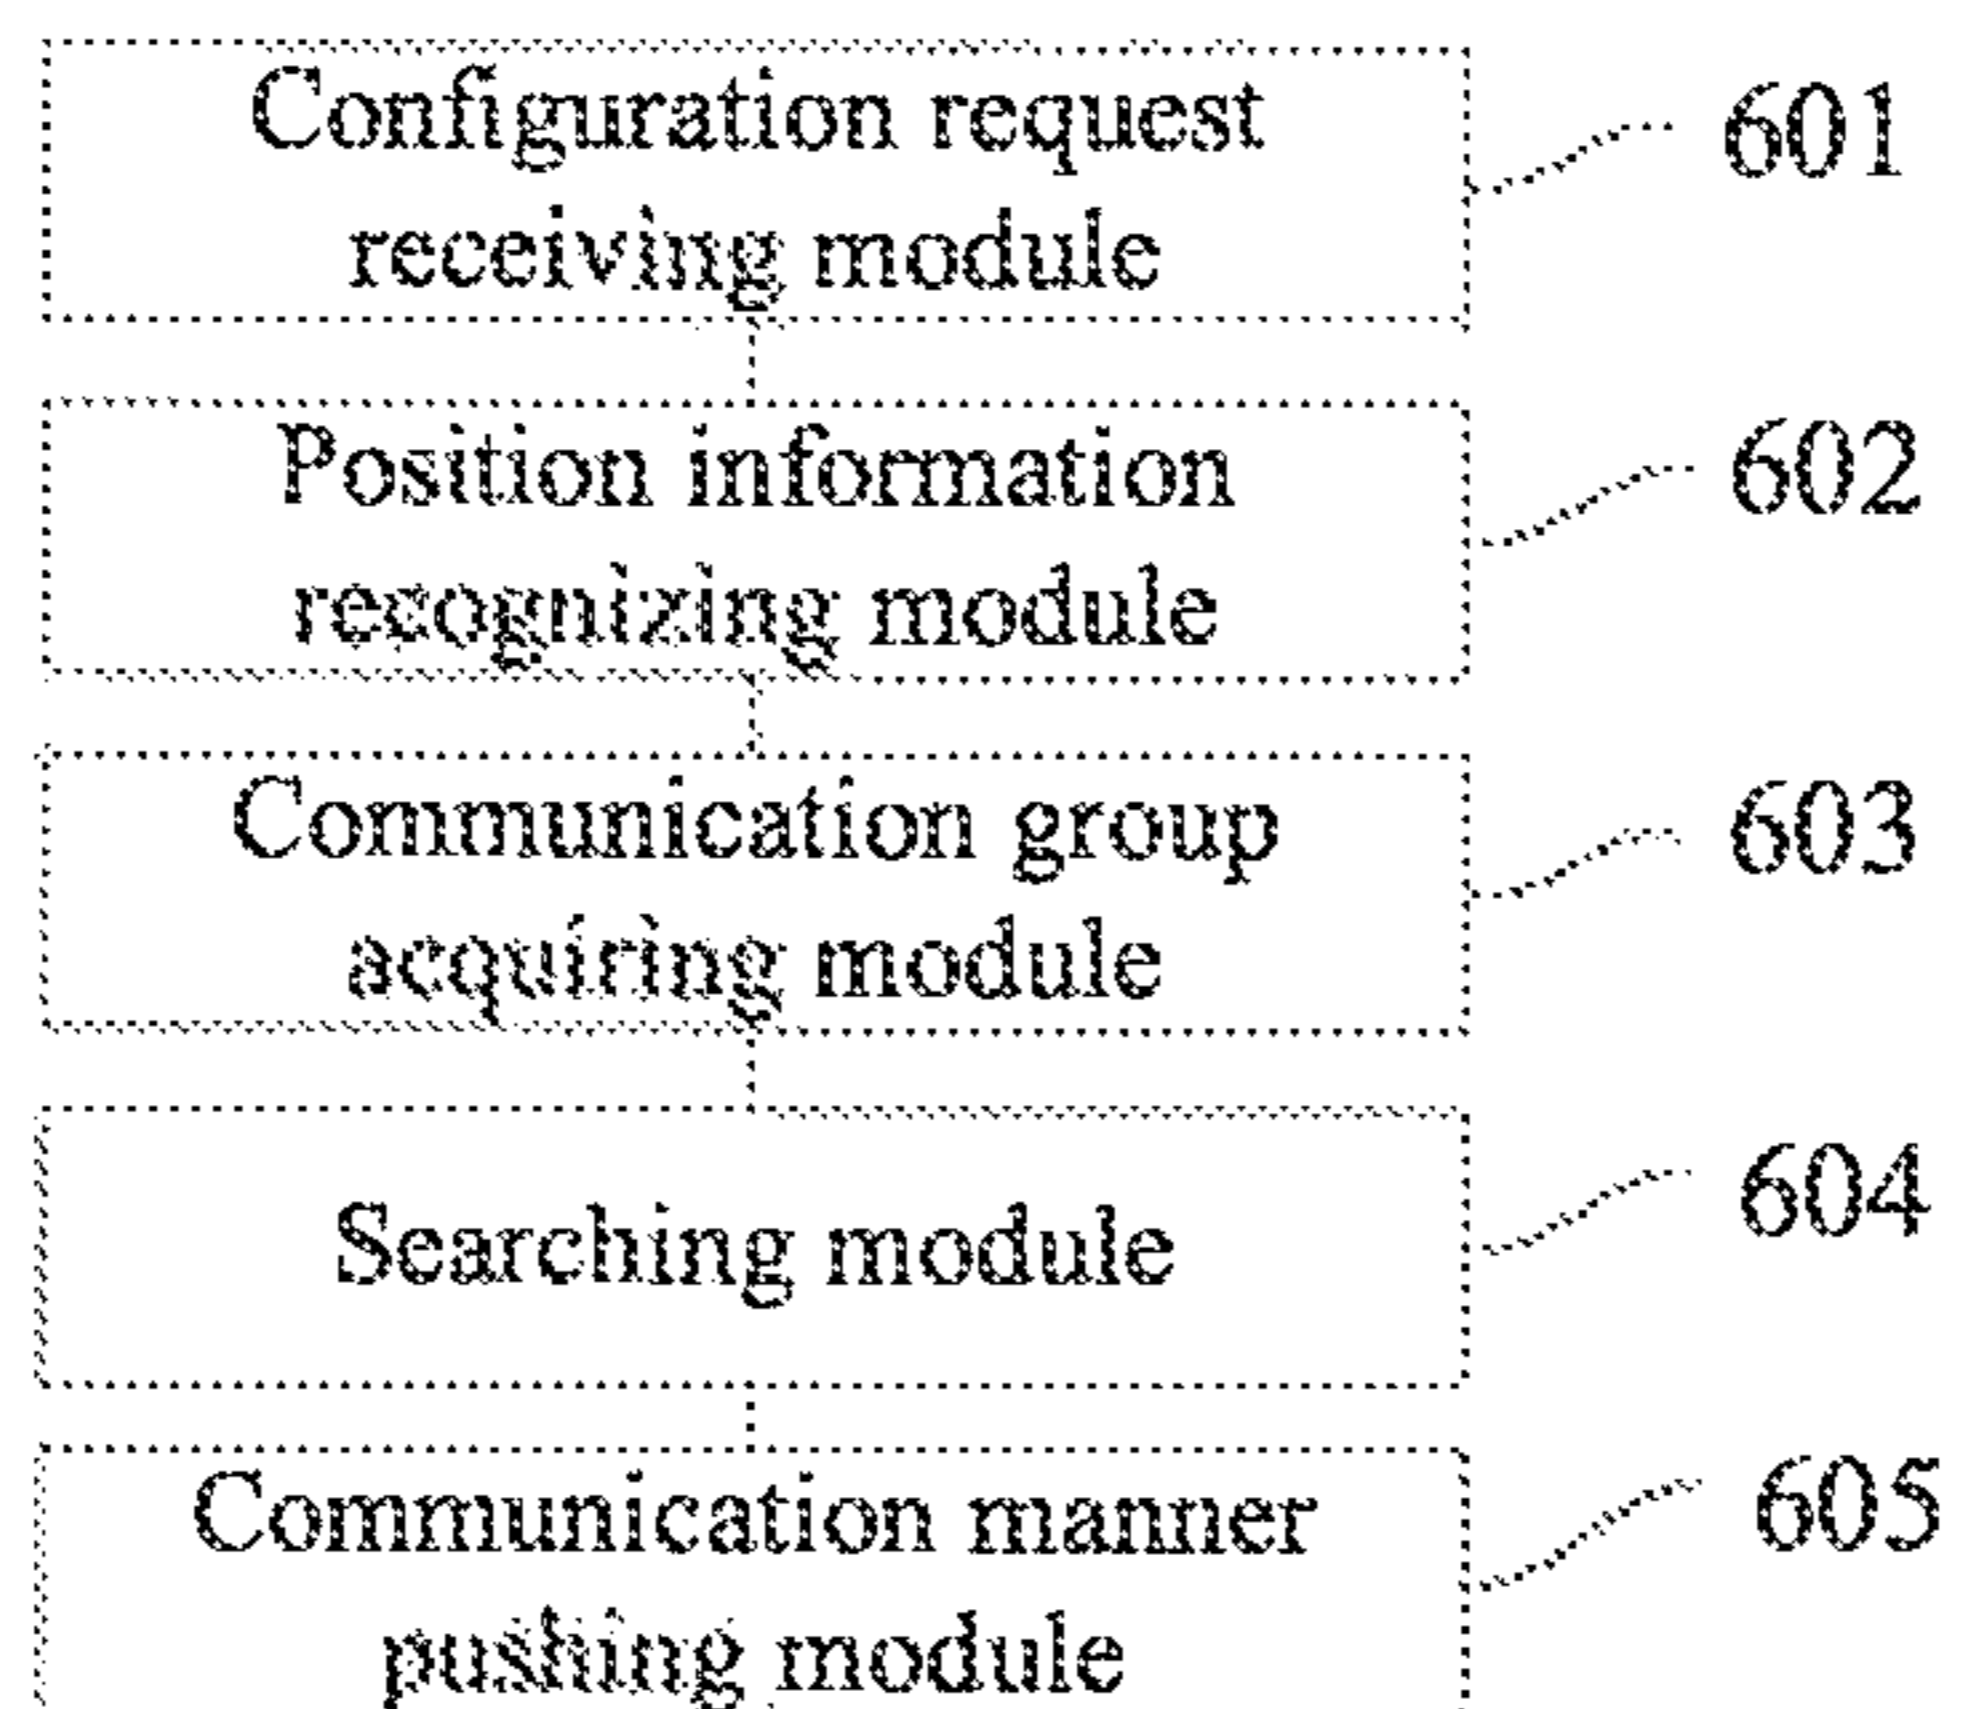 Configuration request
receiving module
601
Position information
recognizing module
602
Communication group
acquiring module
603
Searching module
604
Communication manner
pushing module
605